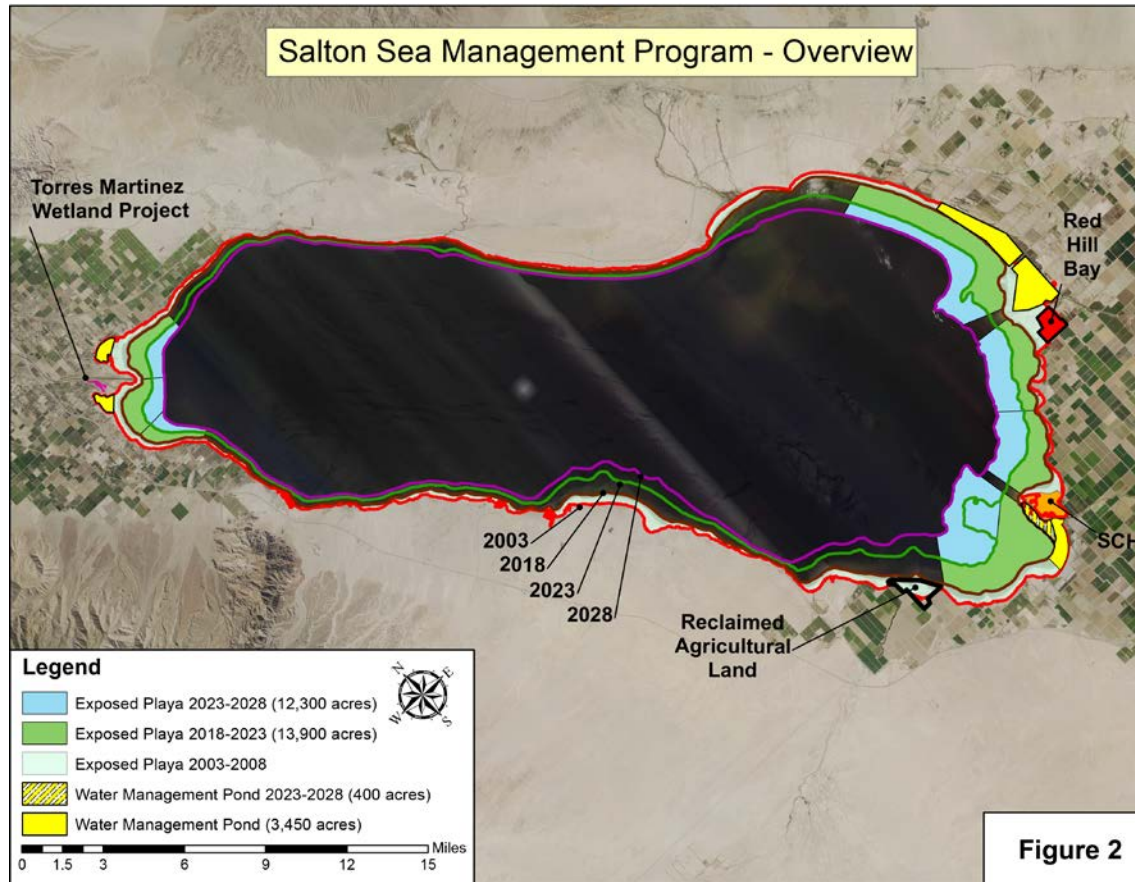 Salton Sea Management Program - Overview
Torres Martinez
Wetland Project
Red
Hill
Bay
2003
2018
2023
2028
SCH
Reclaimed
Agricultural
Land
Legend
N
E
W
S
Exposed Playa 2023-2028 (12,300 acres)
Exposed Playa 2018-2023 (13,900 acres)
Exposed Playa 2003-2008
Water Management Pond 2023-2028 (400 acres)
Water Management Pond (3,450 acres)
Miles
0 1.5 3 6 9 12 15
Figure 2